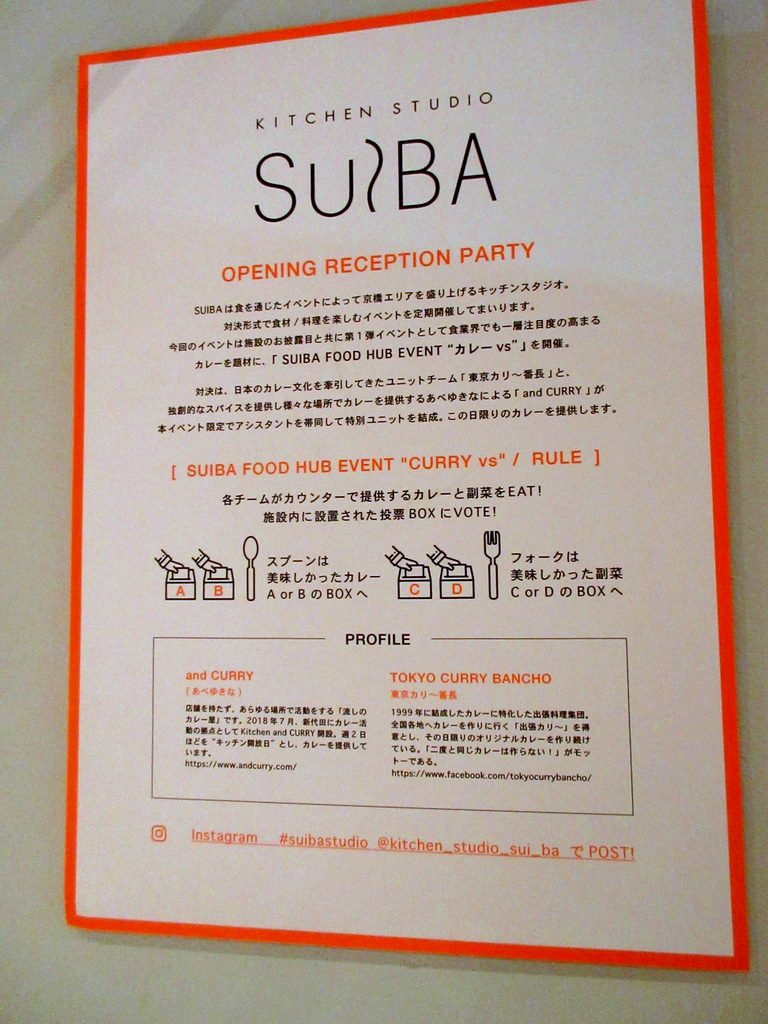 KITCHEN STUDIO
SUIBA
OPENING RECEPTION PARTY
SUIBAは食を通じたイベントによって京橋エリアを盛り上げるキッチンスタジオ。
対決形式で食材/料理を楽しむイベントを定期開催してまいります。
今回のイベントは施設のお披露目と共に第1弾イベントとして食業界でも一層注目度の高まる
カレーを題材に、「SUIBA FOOD HUB EVENT “カレー vs”」を開催。
対決は、日本のカレー文化を牽引してきたユニットチーム「東京カリ〜番長」と、
独創的なスパイスを提供し様々な場所でカレーを提供するあべゆきなによる「and CURRY」が
本イベント限定でアシスタントを帯同して特別ユニットを結成。この日限りのカレーを提供します。
[ SUIBA FOOD HUB EVENT "CURRY vs" / RULE ]
各チームがカウンターで提供するカレーと副菜をEAT!
施設内に設置された投票BOXにVOTE!
A B
スプーンは
美味しかったカレー
A or B のBOXへ
C D
フォークは
美味しかった副菜
C or D のBOXへ
PROFILE
and CURRY
(あべゆきな)
店舗を持たず、あらゆる場所で活動をする「流しの
カレー屋」です。2018年7月、新代田にカレー活
動の拠点としてKitchen and CURRY開設。週2日
ほどを“キッチン開放日”とし、カレーを提供して
います。
https://www.andcurry.com/
TOKYO CURRY BANCHO
東京カリ〜番長
1999年に結成したカレーに特化した出張料理集団。
全国各地へカレーを作りに行く「出張カリ〜」を得
意とし、その日限りのオリジナルカレーを作り続け
ている。「二度と同じカレーは作らない!」がモッ
トーである。
https://www.facebook.com/tokyocurrybancho/
Instagram #suibastudio @kitchen_studio_sui_ba でPOST!